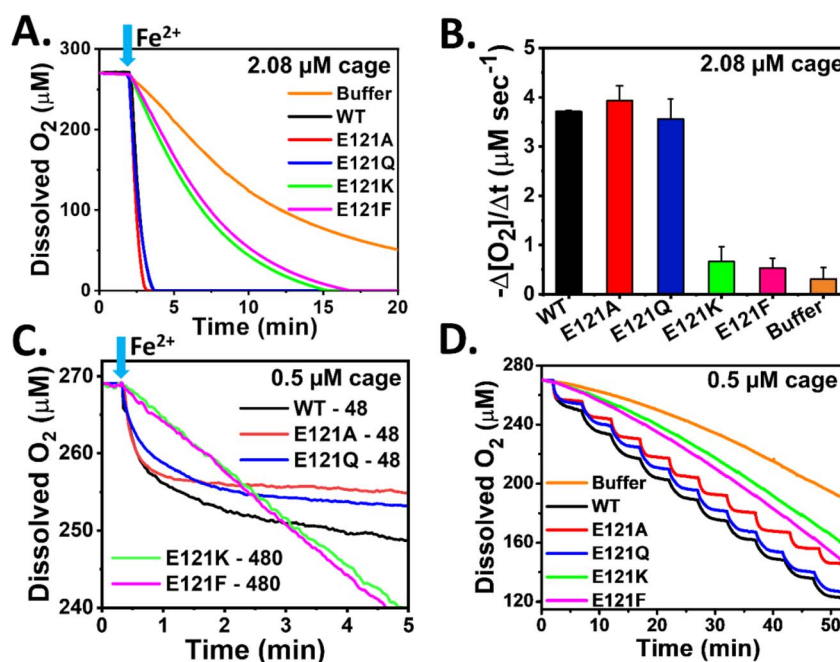 A.
Fe²⁺
Dissolved O₂ (µM)
300
200
100
0
Buffer
WT
E121A
E121Q
E121K
E121F
0
5
10
15
20
Time (min)
B.
2.08 µM cage
-Δ[O₂]/Δt (µM sec⁻¹)
5
4
3
2
1
0
WT
E121A
E121Q
E121K
E121F
Buffer
C.
Fe²⁺
0.5 µM cage
Dissolved O₂ (µM)
270
260
250
240
WT - 48
E121A - 48
E121Q - 48
E121K - 480
E121F - 480
0
1
2
3
4
5
Time (min)
D.
0.5 µM cage
Dissolved O₂ (µM)
280
240
200
160
120
Buffer
WT
E121A
E121Q
E121K
E121F
0
10
20
30
40
50
Time (min)